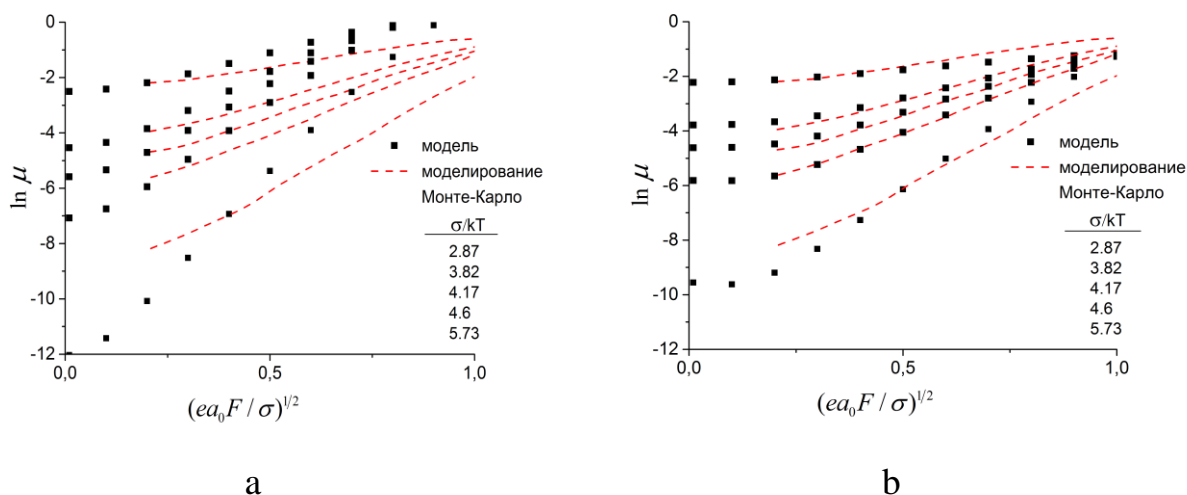 0
-2
-4
-6
-8
-10
-12
ln μ
0,0
0,5
1,0
(ea₀F / σ)^1/2
модель
моделирование
Монте-Карло
σ/kT
2.87
3.82
4.17
4.6
5.73
a
0
-2
-4
-6
-8
-10
-12
ln μ
0,0
0,5
1,0
(ea₀F / σ)^1/2
модель
моделирование
Монте-Карло
σ/kT
2.87
3.82
4.17
4.6
5.73
b